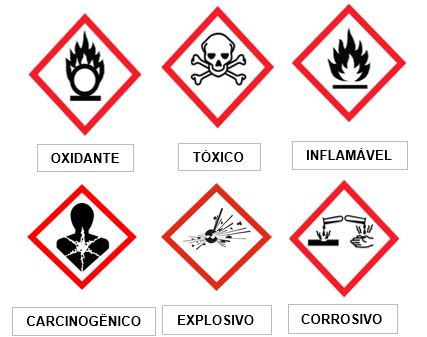 OXIDANTE
TÓXICO
INFLAMÁVEL
CARCINOGÊNICO
EXPLOSIVO
CORROSIVO